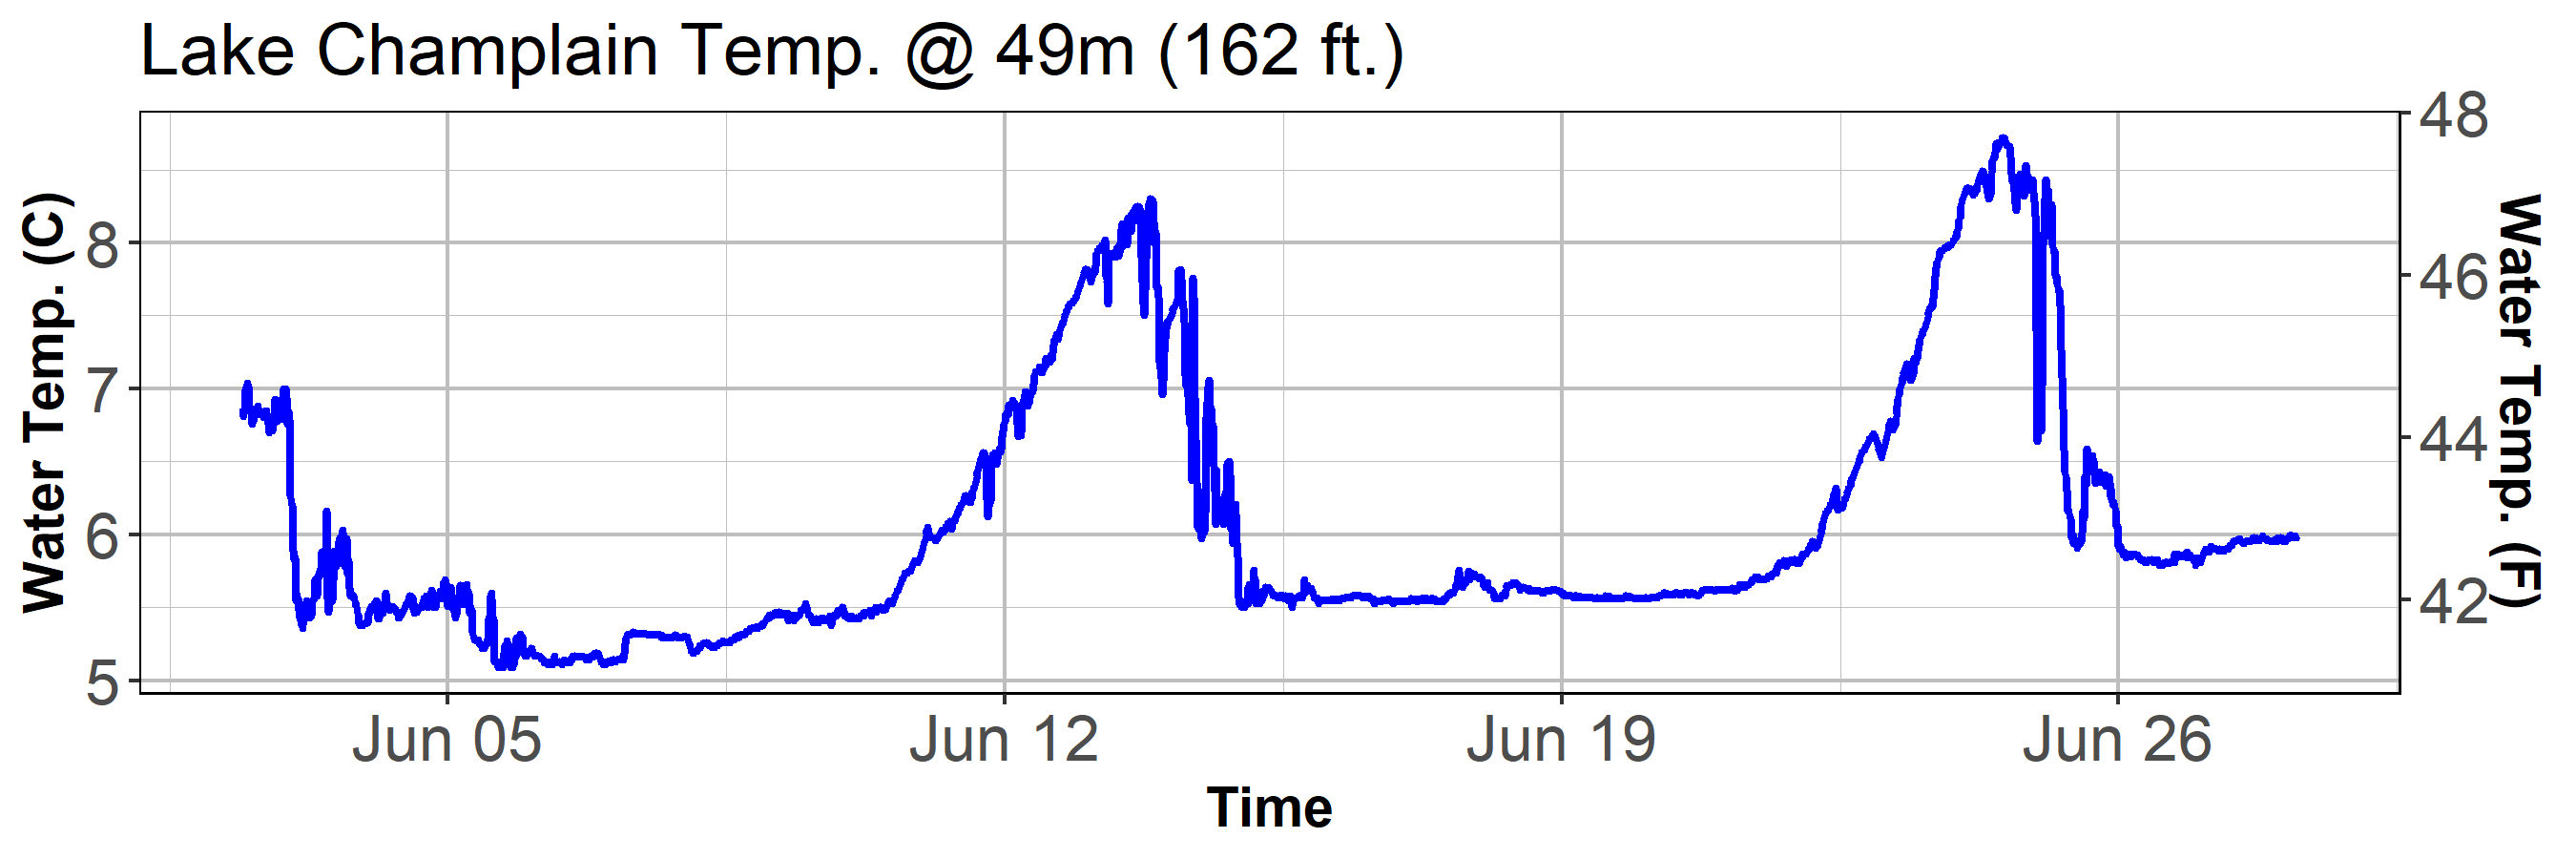 Lake Champlain Temp. @ 49m (162 ft.)
Water Temp. (C)
8
7
6
5
48
46
44
42
Water Temp. (F)
Jun 05 Jun 12 Jun 19 Jun 26
Time